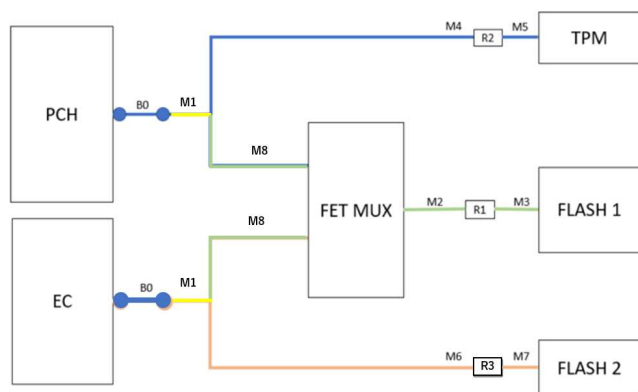 M4
R2
M5
TPM
PCH
B0
M1
M8
FET MUX
M2
R1
M3
FLASH 1
M8
EC
B0
M1
M6
R3
M7
FLASH 2